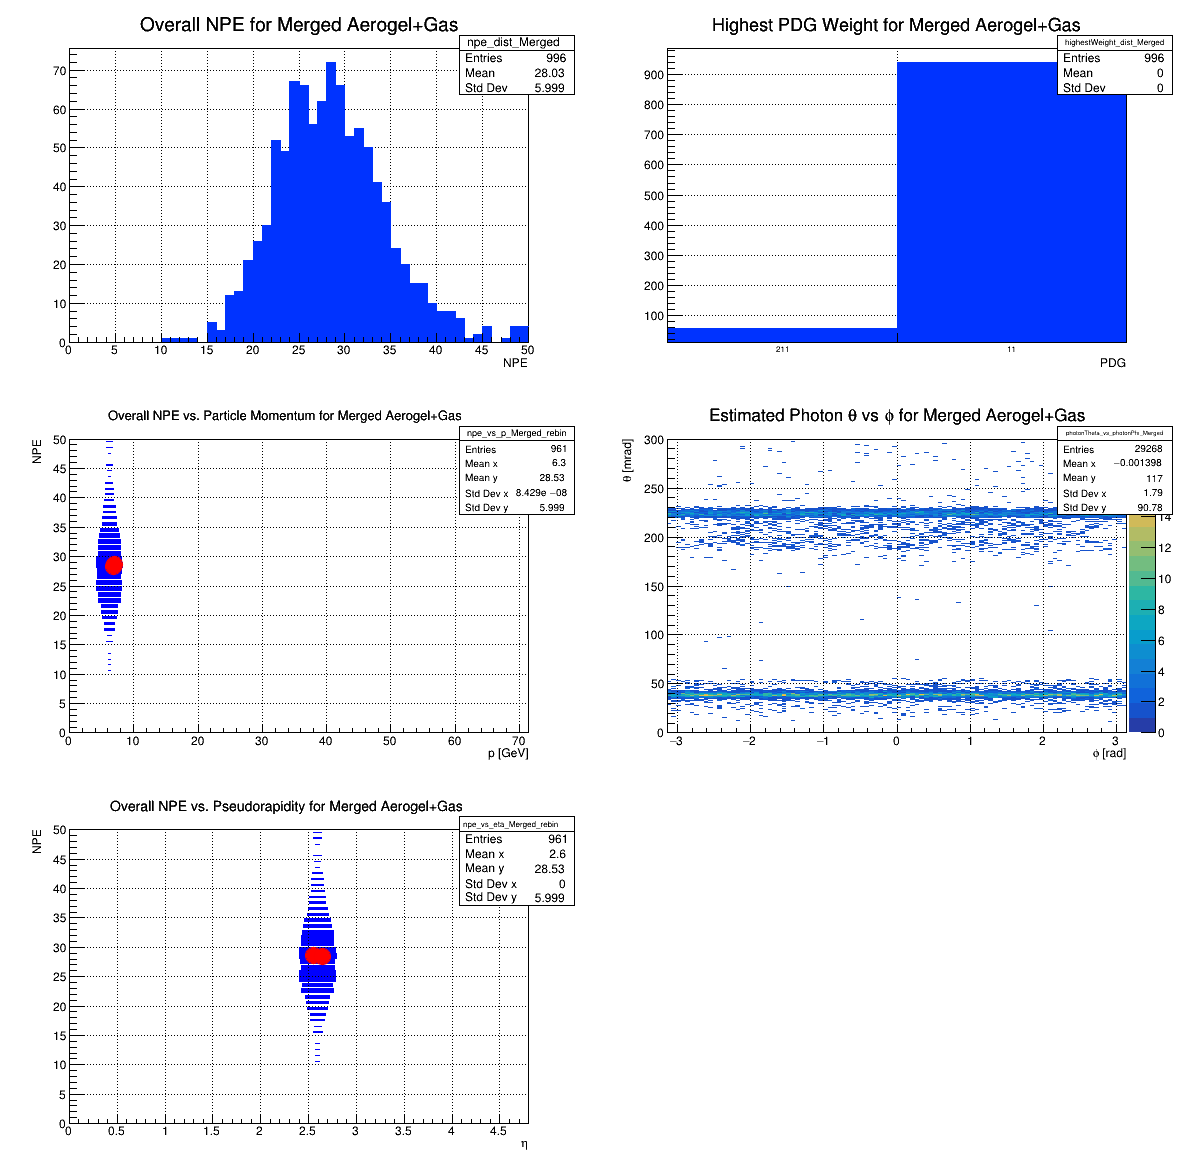 Overall NPE for Merged Aerogel+Gas
npe_dist_Merged
Entries 996
Mean 28.03
Std Dev 5.999
70
60
50
40
30
20
10
0
0 5 10 15 20 25 30 35 40 45 50
NPE
Highest PDG Weight for Merged Aerogel+Gas
highestWeight_dist_Merged
Entries 996
Mean 0
Std Dev 0
900
800
700
600
500
400
300
200
100
211 11
PDG
Overall NPE vs. Particle Momentum for Merged Aerogel+Gas
npe_vs_p_Merged_rebin
Entries 961
Mean x 6.3
Mean y 28.53
Std Dev x 8.429e −08
Std Dev y 5.999
NPE
50
45
40
35
30
25
20
15
10
5
0
0 10 20 30 40 50 60 70
p [GeV]
Estimated Photon θ vs ϕ for Merged Aerogel+Gas
photonTheta_vs_photonPhi_Merged
Entries 29268
Mean x −0.001398
Mean y 117
Std Dev x 1.79
Std Dev y 90.78
θ [mrad]
300
250
200
150
100
50
0
−3 −2 −1 0 1 2 3
ϕ [rad]
14
12
10
8
6
4
2
0
Overall NPE vs. Pseudorapidity for Merged Aerogel+Gas
npe_vs_eta_Merged_rebin
Entries 961
Mean x 2.6
Mean y 28.53
Std Dev x 0
Std Dev y 5.999
NPE
50
45
40
35
30
25
20
15
10
5
0
0 0.5 1 1.5 2 2.5 3 3.5 4 4.5
η